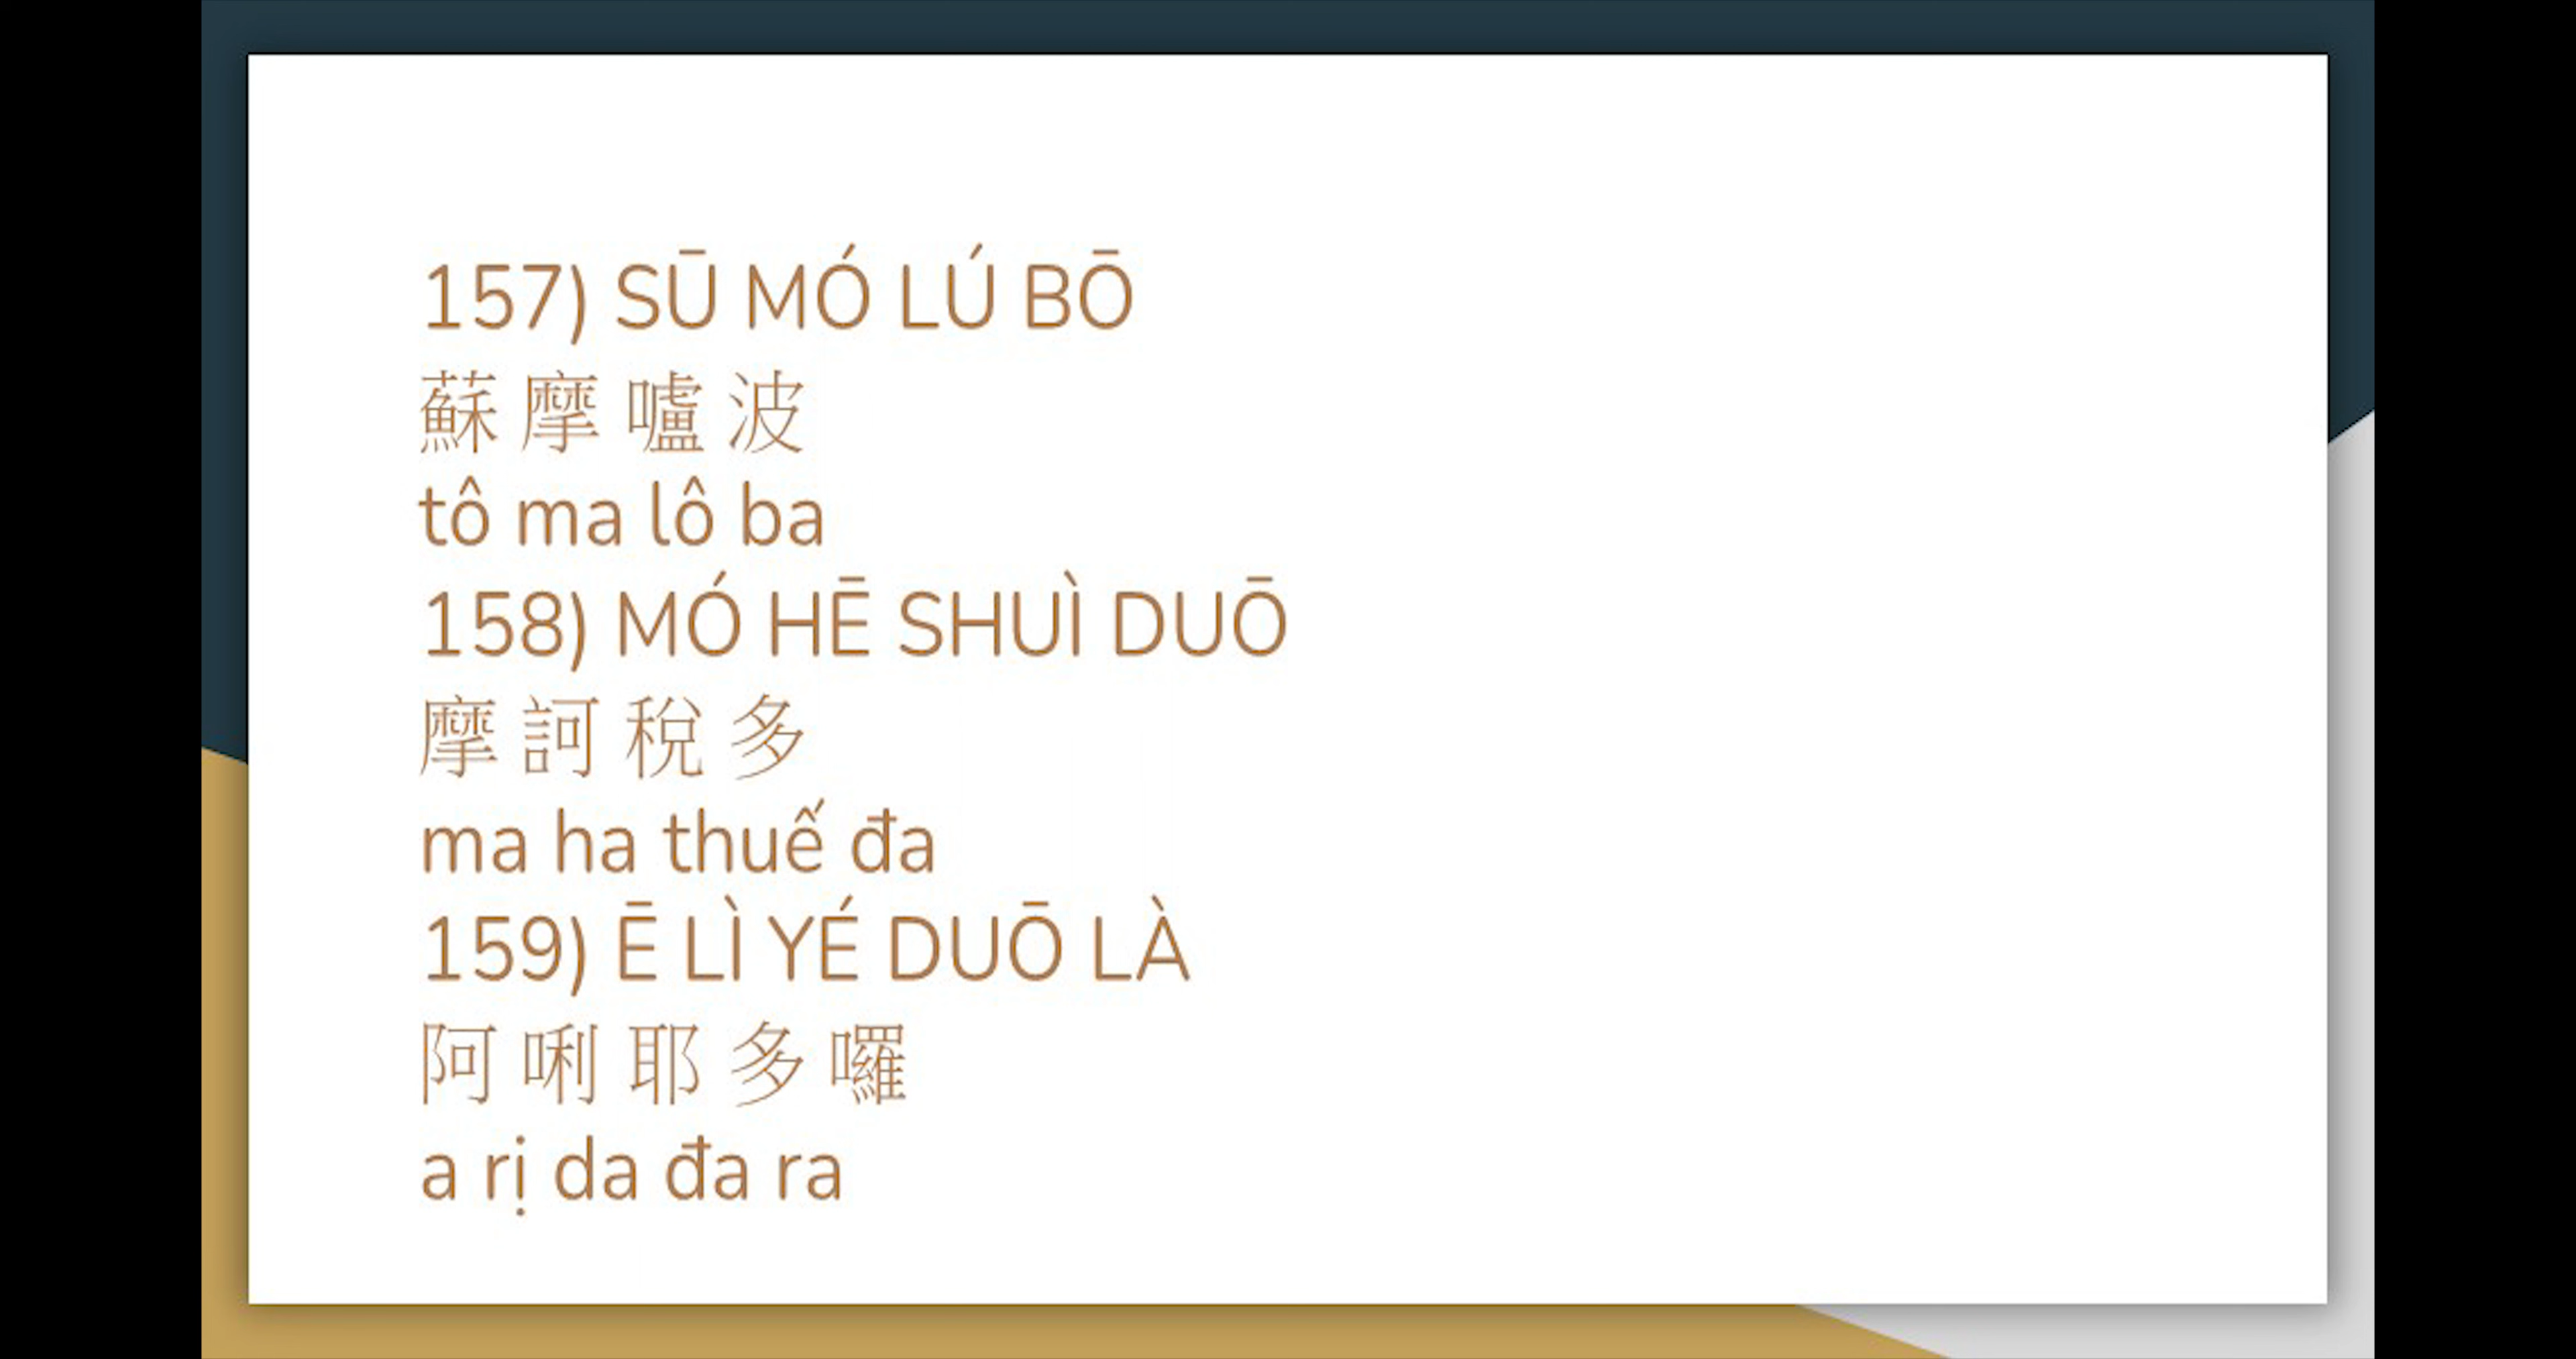 157) SŪ MÓ LÚ BŌ
蘇 摩 嚧 波
tô ma lô ba
158) MÓ HĒ SHUÌ DUŌ
摩 訶 稅 多
ma ha thuế đa
159) Ē LÌ YÉ DUŌ LÀ
阿 唎 耶 多 囉
a rị da đa ra